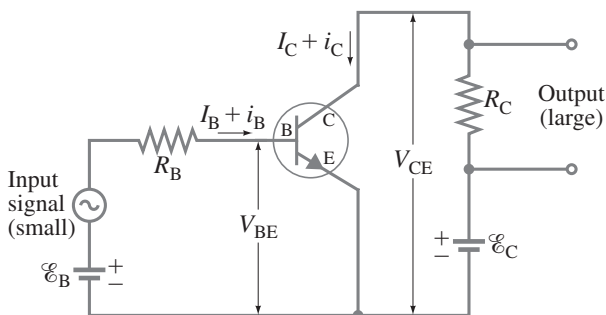 I_C + i_C
I_B + i_B
B
C
E
R_B
R_C
Output
(large)
V_CE
V_BE
Input
signal
(small)
ℰ_B
+
−
+
−
ℰ_C